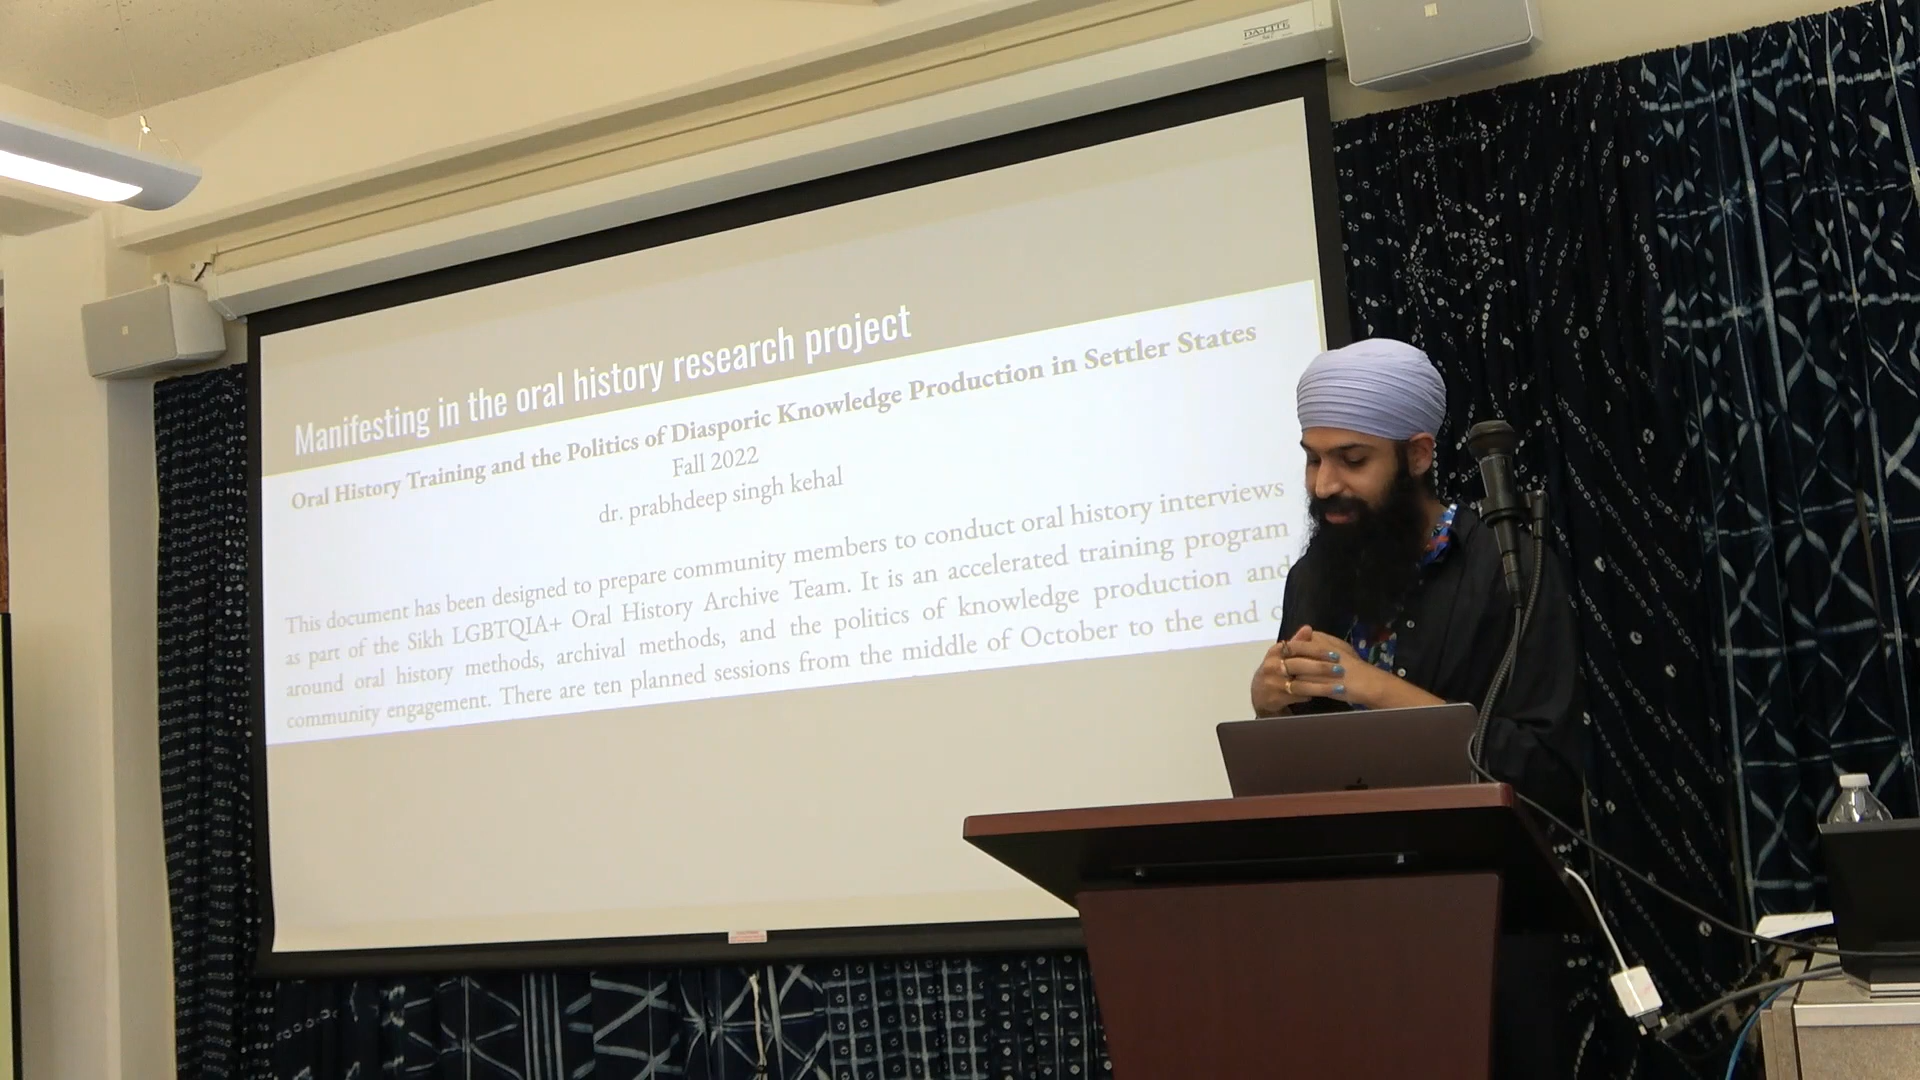 DA-LITE
Manifesting in the oral history research project
Oral History Training and the Politics of Diasporic Knowledge Production in Settler States
Fall 2022
dr. prabhdeep singh kehal
This document has been designed to prepare community members to conduct oral history interviews
as part of the Sikh LGBTQIA+ Oral History Archive Team. It is an accelerated training program
around oral history methods, archival methods, and the politics of knowledge production and
community engagement. There are ten planned sessions from the middle of October to the end